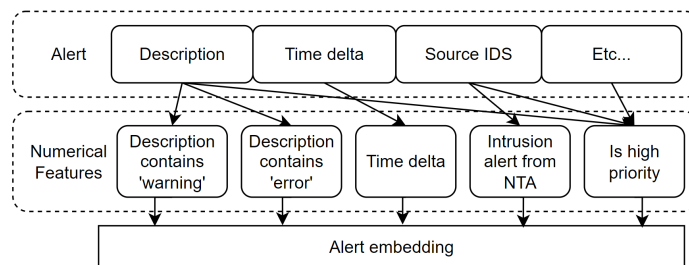 Alert
Description
Time delta
Source IDS
Etc...
Numerical
Features
Description
contains
'warning'
Description
contains
'error'
Time delta
Intrusion
alert from
NTA
Is high
priority
Alert embedding